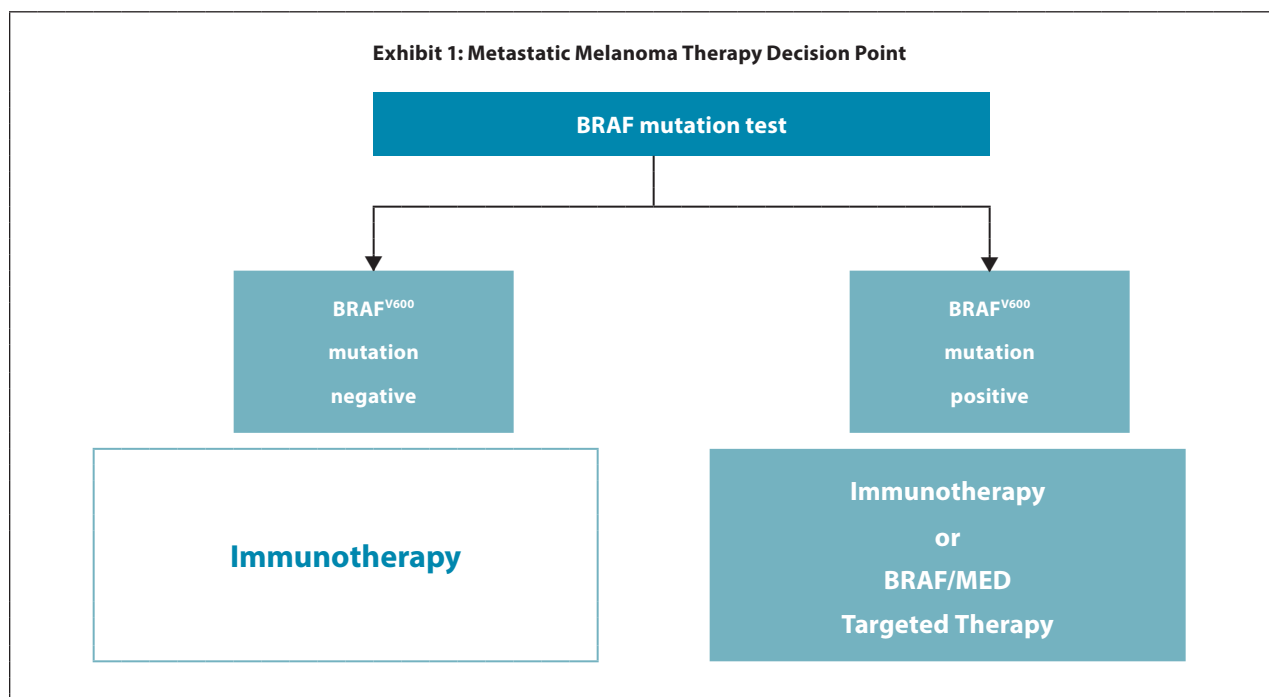 Exhibit 1: Metastatic Melanoma Therapy Decision Point
BRAF mutation test
BRAFV600
mutation
negative
BRAFV600
mutation
positive
Immunotherapy
Immunotherapy
or
BRAF/MED
Targeted Therapy